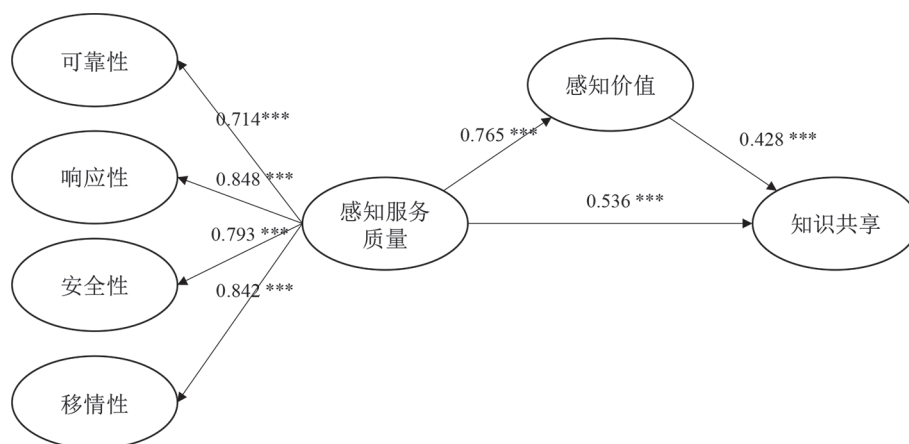 可靠性
感知价值
0.714***
0.765 ***
0.428 ***
响应性
0.848 ***
0.536 ***
感知服务
质量
知识共享
0.793 ***
安全性
0.842 ***
移情性